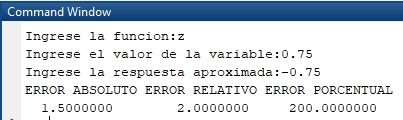 Command Window
Ingrese la funcion:z
Ingrese el valor de la variable:0.75
Ingrese la respuesta aproximada:-0.75
ERROR ABSOLUTO ERROR RELATIVO ERROR PORCENTUAL
1.5000000 2.0000000 200.0000000